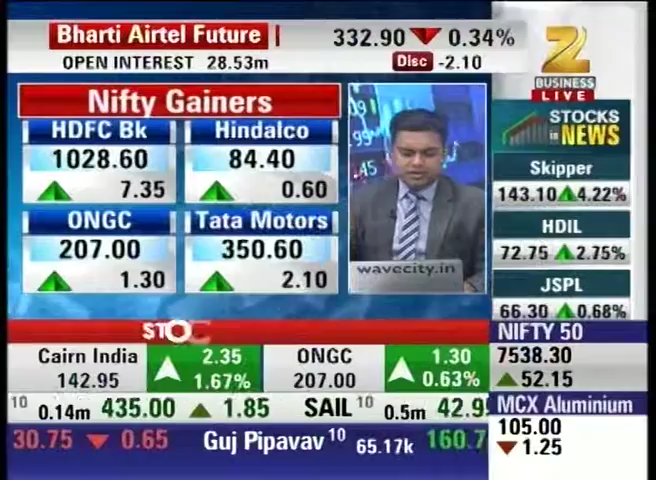 Bharti Airtel Future
332.90 0.34%
OPEN INTEREST 28.53m
Disc -2.10
Z
BUSINESS
LIVE
Nifty Gainers
HDFC Bk
1028.60
7.35
Hindalco
84.40
0.60
ONGC
207.00
1.30
Tata Motors
350.60
2.10
.45
wavecity.in
STOCKS
in NEWS
Skipper
143.10 4.22%
HDIL
72.75 2.75%
JSPL
66.30 0.68%
STOC
Cairn India
142.95
2.35
1.67%
ONGC
207.00
1.30
0.63%
NIFTY 50
7538.30
52.15
10 0.14m 435.00 1.85 SAIL 10 0.5m 42.9
MCX Aluminium
105.00
1.25
30.75 0.65 Guj Pipavav 10 65.17k 160.7